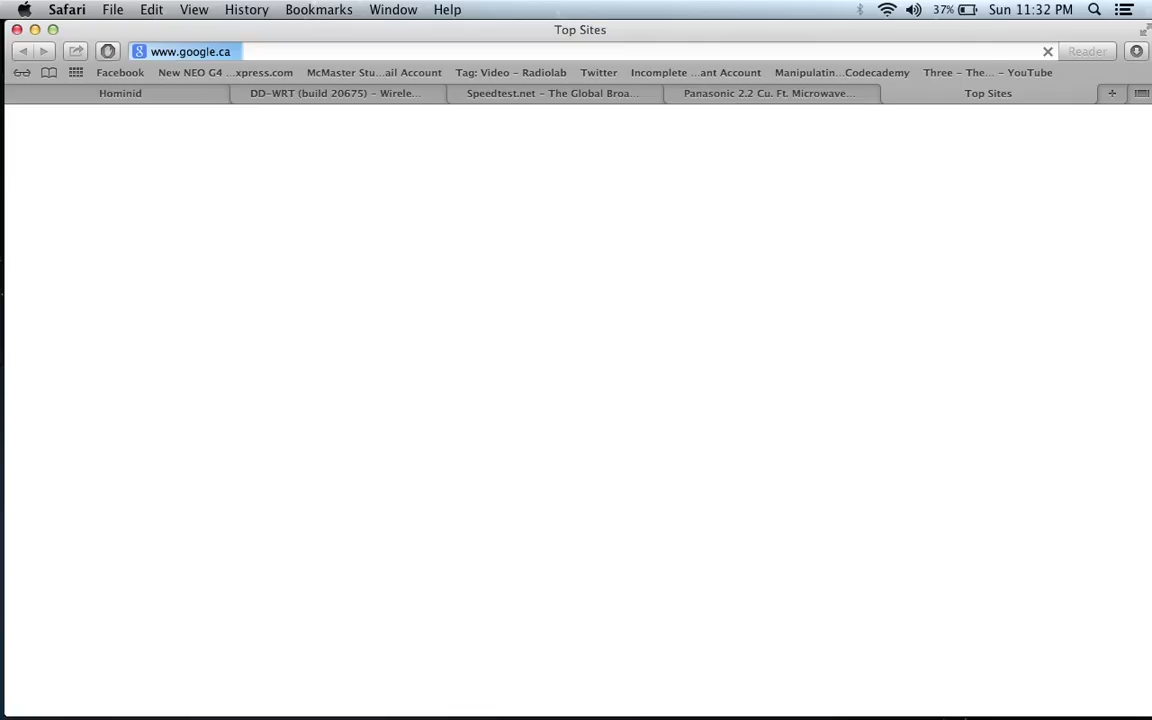 Safari File Edit View History Bookmarks Window Help 37% Sun 11:32 PM
Top Sites
8 www.google.ca Reader
Facebook New NEO G4 ...xpress.com McMaster Stu...ail Account Tag: Video – Radiolab Twitter Incomplete ...ant Account Manipulatin...Codecademy Three – The... – YouTube
Hominid DD-WRT (build 20675) – Wirele... Speedtest.net – The Global Broa... Panasonic 2.2 Cu. Ft. Microwave... Top Sites +